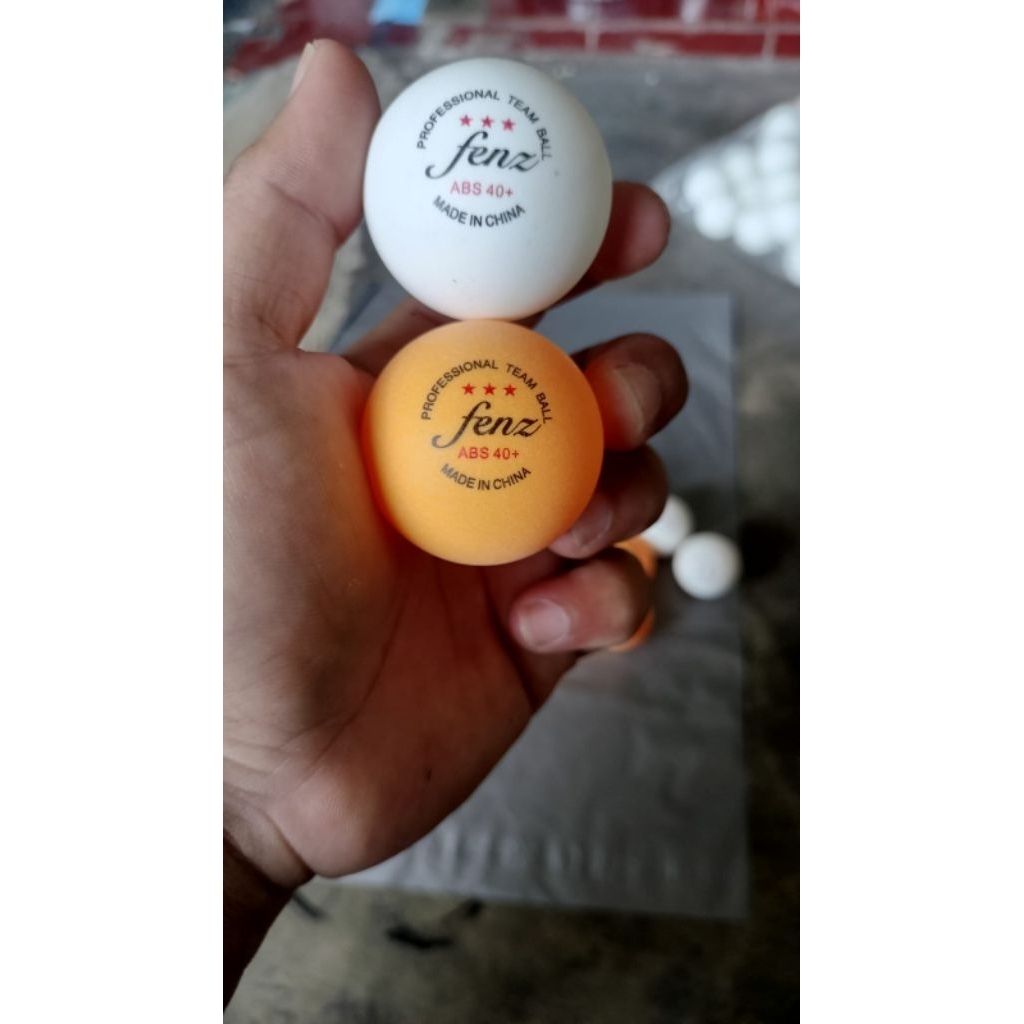 PROFESSIONAL TEAM BALL
★★★
fenz
ABS 40+
MADE IN CHINA
PROFESSIONAL TEAM BALL
★★★
fenz
ABS 40+
MADE IN CHINA